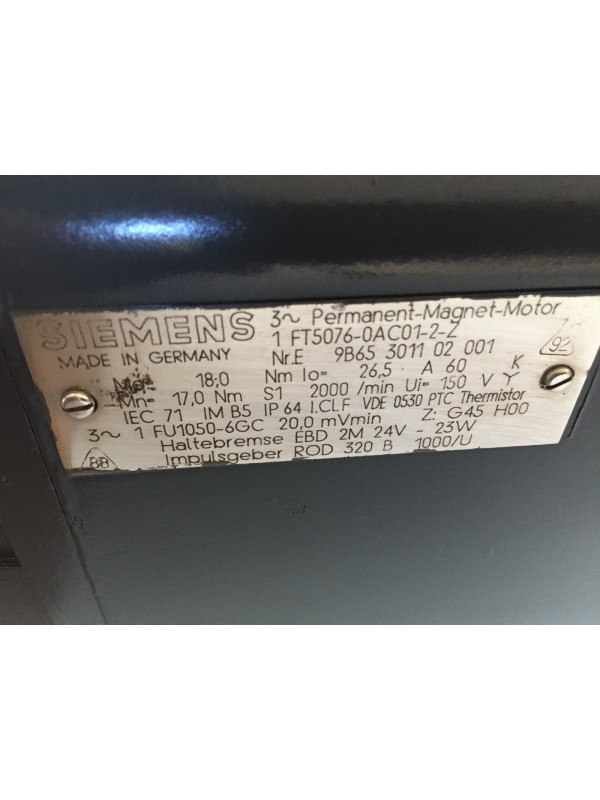 SIEMENS 3~ Permanent-Magnet-Motor
MADE IN GERMANY 1 FT5076-0AC01-2-Z
Nr.E 9B65 3011 02 001 92
Mo= 18,0 Nm Io= 26,5 A 60 K
Mn= 17,0 Nm S1 2000 /min Ui= 150 V Y
IEC 71 IM B5 IP 64 I.Cl.F VDE 0530 PTC Thermistor
3~ 1 FU1050-6GC 20,0 mVmin Z: G45 H00
Haltebremse EBD 2M 24V - 23W
BB Impulsgeber ROD 320 B 1000/U